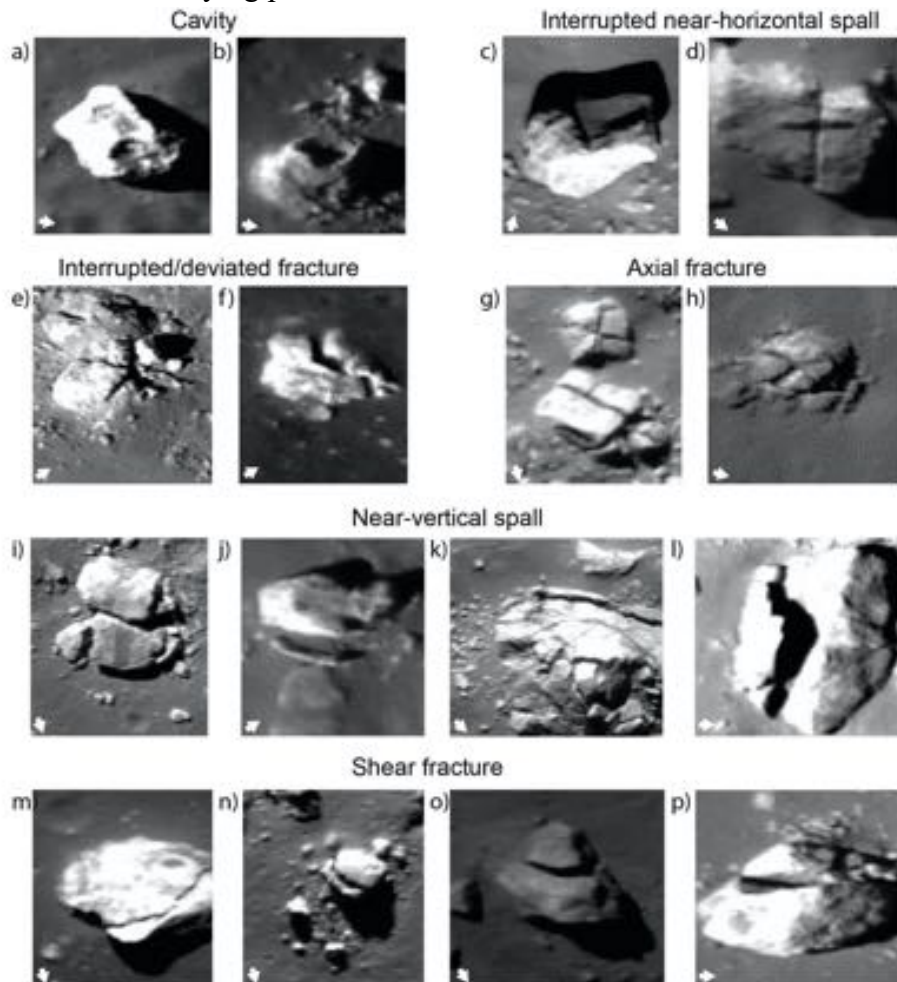 Cavity
Interrupted near-horizontal spall
a) b) c) d)
Interrupted/deviated fracture
Axial fracture
e) f) g) h)
Near-vertical spall
i) j) k) l)
Shear fracture
m) n) o) p)